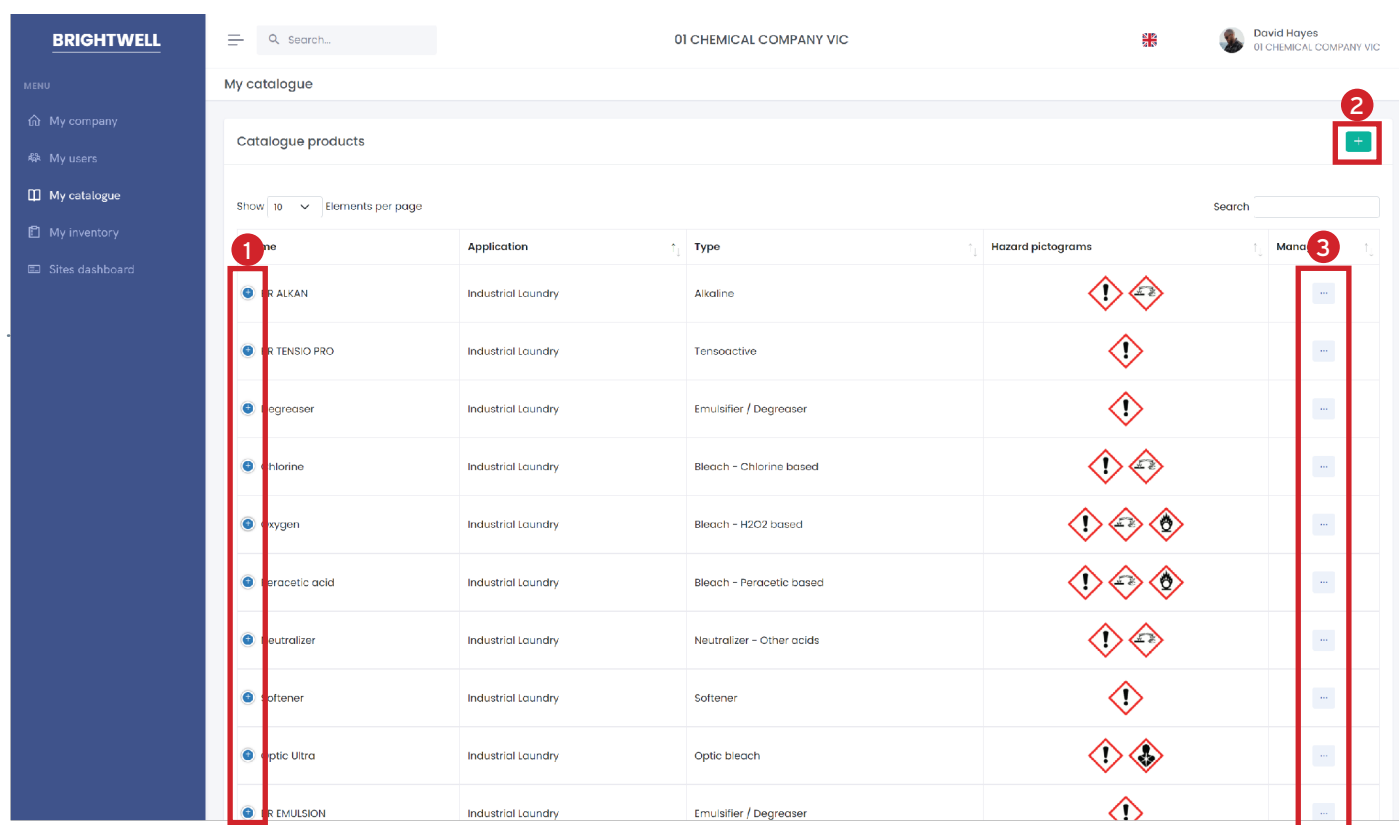 BRIGHTWELL
Search...
01 CHEMICAL COMPANY VIC
David Hayes
01 CHEMICAL COMPANY VIC
MENU
My catalogue
My company
My users
My catalogue
My inventory
Sites dashboard
2
Catalogue products
+
Show 10 Elements per page
Search
1 me Application Type Hazard pictograms Mana 3
R ALKAN Industrial Laundry Alkaline ...
R TENSIO PRO Industrial Laundry Tensoactive ...
egreaser Industrial Laundry Emulsifier / Degreaser ...
hlorine Industrial Laundry Bleach - Chlorine based ...
xygen Industrial Laundry Bleach - H2O2 based ...
eracetic acid Industrial Laundry Bleach - Peracetic based ...
eutralizer Industrial Laundry Neutralizer - Other acids ...
oftener Industrial Laundry Softener ...
ptic Ultra Industrial Laundry Optic bleach ...
R EMULSION Industrial Laundry Emulsifier / Degreaser ...